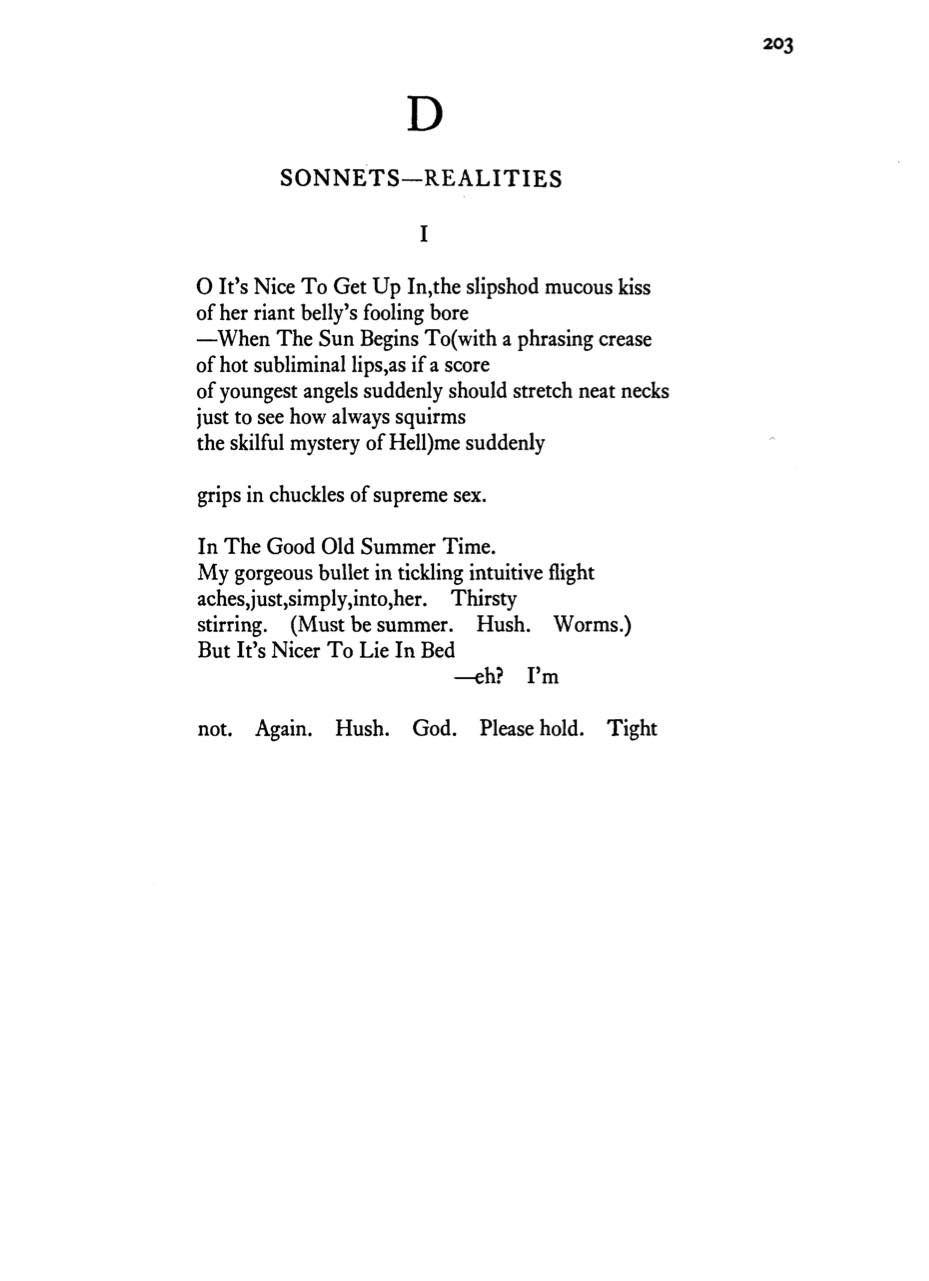 203
D
SONNETS—REALITIES
I
O It's Nice To Get Up In,the slipshod mucous kiss
of her riant belly's fooling bore
—When The Sun Begins To(with a phrasing crease
of hot subliminal lips,as if a score
of youngest angels suddenly should stretch neat necks
just to see how always squirms
the skilful mystery of Hell)me suddenly
grips in chuckles of supreme sex.
In The Good Old Summer Time.
My gorgeous bullet in tickling intuitive flight
aches,just,simply,into,her. Thirsty
stirring. (Must be summer. Hush. Worms.)
But It's Nicer To Lie In Bed
—eh? I'm
not. Again. Hush. God. Please hold. Tight